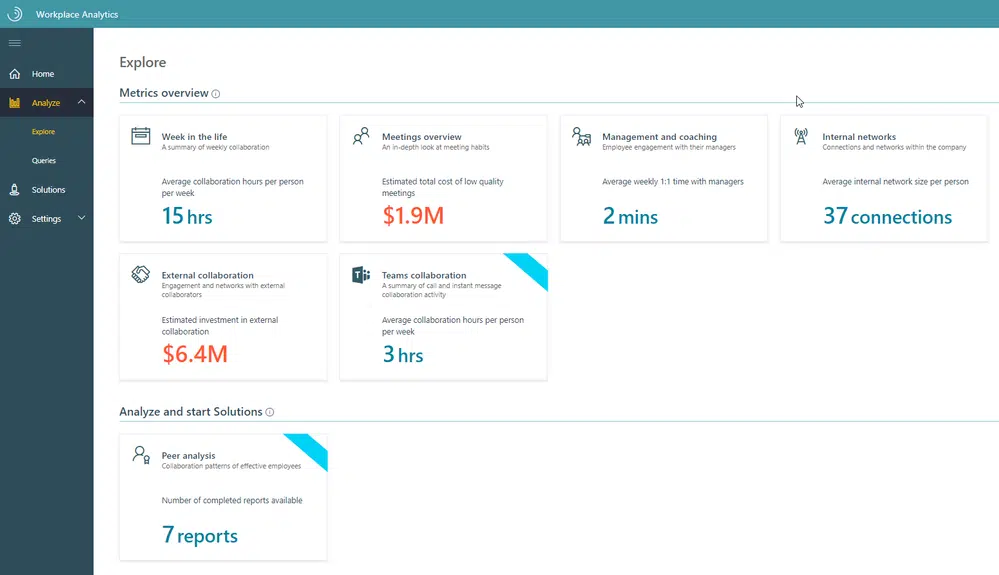 Workplace Analytics
Home
Analyze
Explore
Queries
Solutions
Settings
Explore
Metrics overview
Week in the life
A summary of weekly collaboration
Average collaboration hours per person
per week
15 hrs
Meetings overview
An in-depth look at meeting habits
Estimated total cost of low quality
meetings
$1.9M
Management and coaching
Employee engagement with their managers
Average weekly 1:1 time with managers
2 mins
Internal networks
Connections and networks within the company
Average internal network size per person
37 connections
External collaboration
Engagement and networks with external
collaborators
Estimated investment in external
collaboration
$6.4M
Teams collaboration
A summary of call and instant message
collaboration activity
Average collaboration hours per person
per week
3 hrs
Analyze and start Solutions
Peer analysis
Collaboration patterns of effective employees
Number of completed reports available
7 reports